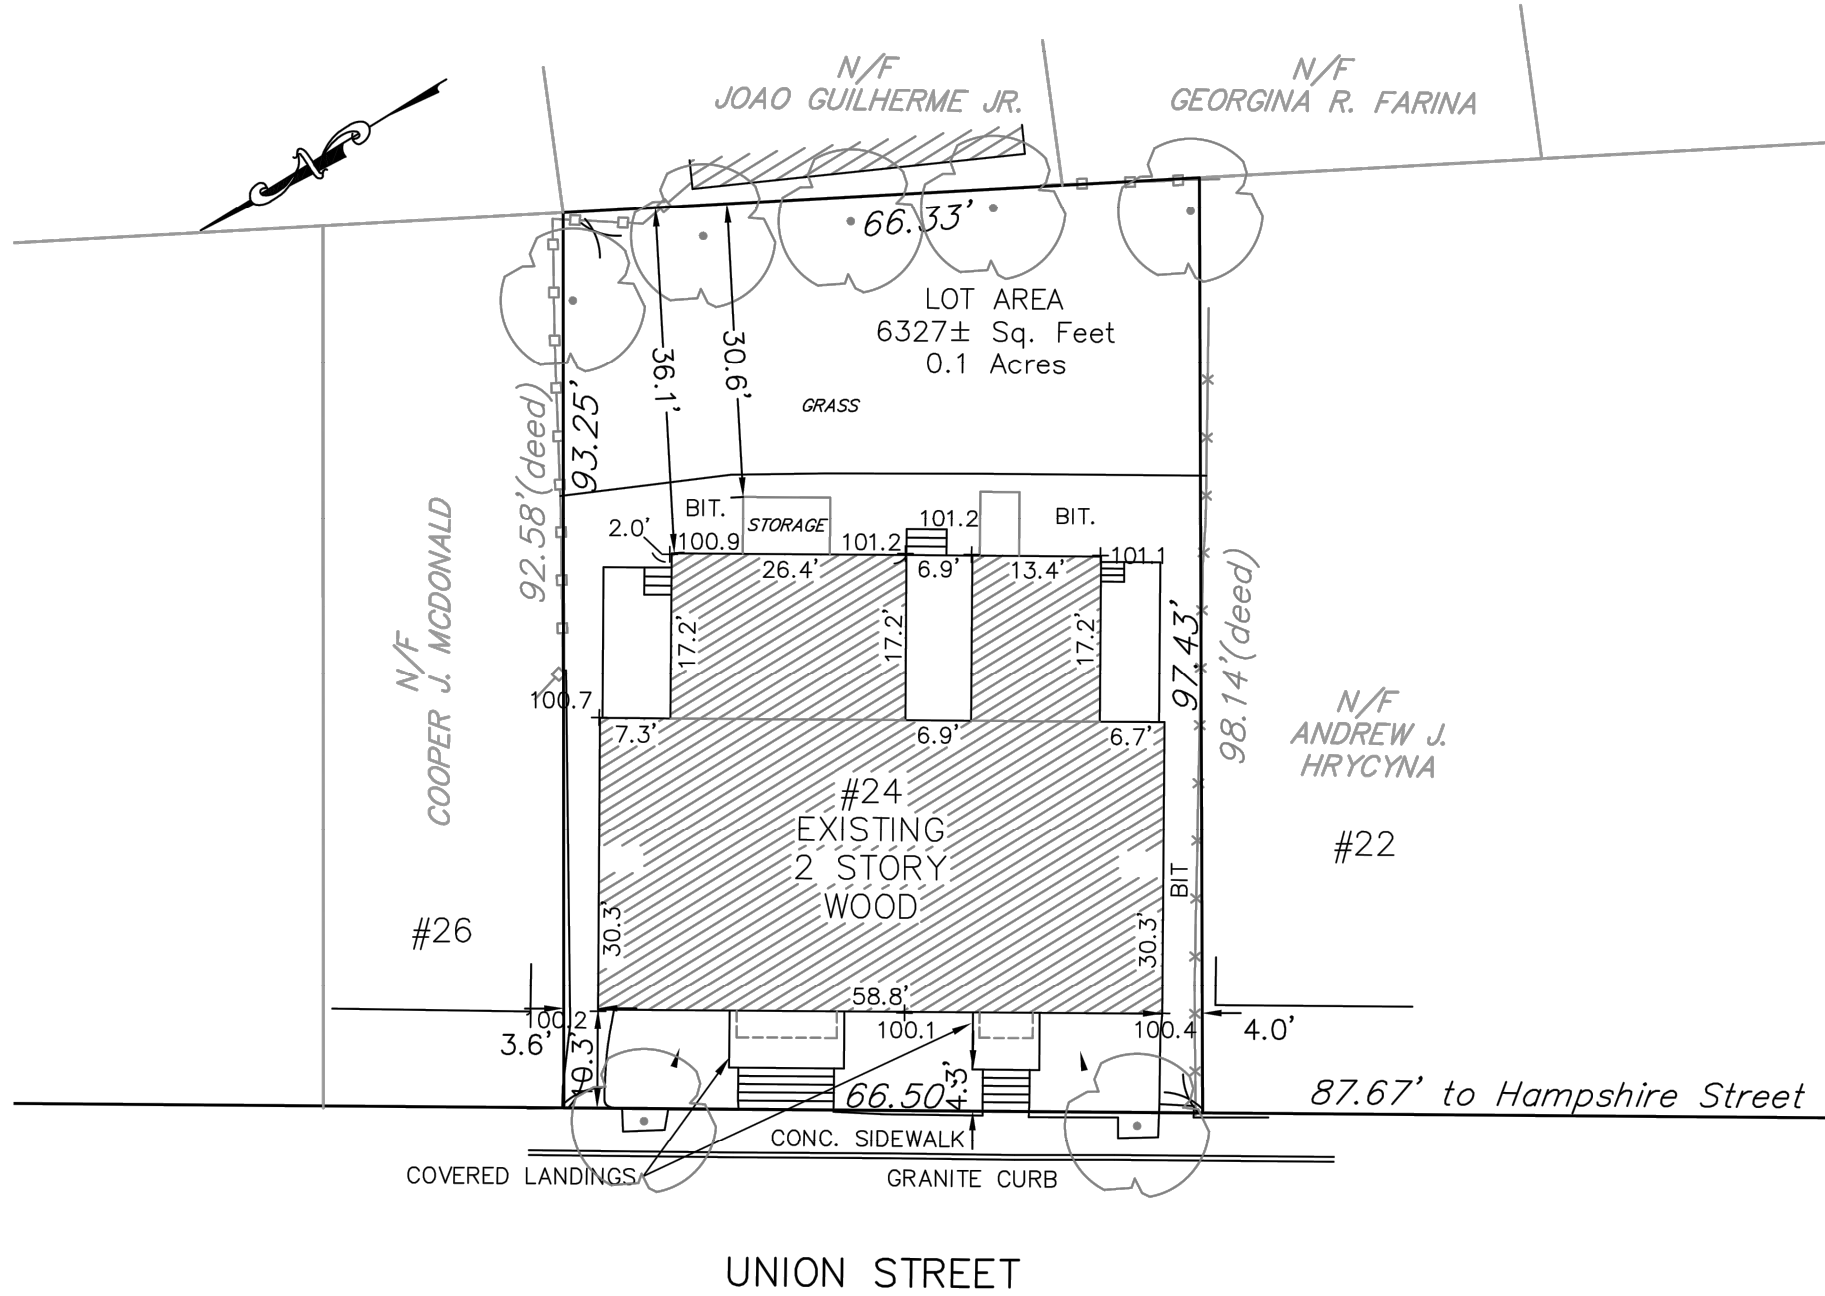 N/F
JOAO GUILHERME JR.
N/F
GEORGINA R. FARINA
66.33'
LOT AREA
6327± Sq. Feet
0.1 Acres
36.1'
30.6'
GRASS
92.58'(deed)
93.25'
BIT.
STORAGE
101.2
BIT.
2.0'
100.9
101.2
101.1
26.4'
6.9'
13.4'
17.2'
17.2'
17.2'
97.43'
98.14'(deed)
N/F
COOPER J. MCDONALD
100.7
7.3'
6.9'
6.7'
N/F
ANDREW J.
HRYCYNA
#24
EXISTING
2 STORY
WOOD
#22
BIT
#26
30.3'
30.3'
58.8'
100.2
100.1
100.4
3.6'
4.0'
10.3'
4.3'
66.50'
87.67' to Hampshire Street
CONC. SIDEWALK
COVERED LANDINGS
GRANITE CURB
UNION STREET